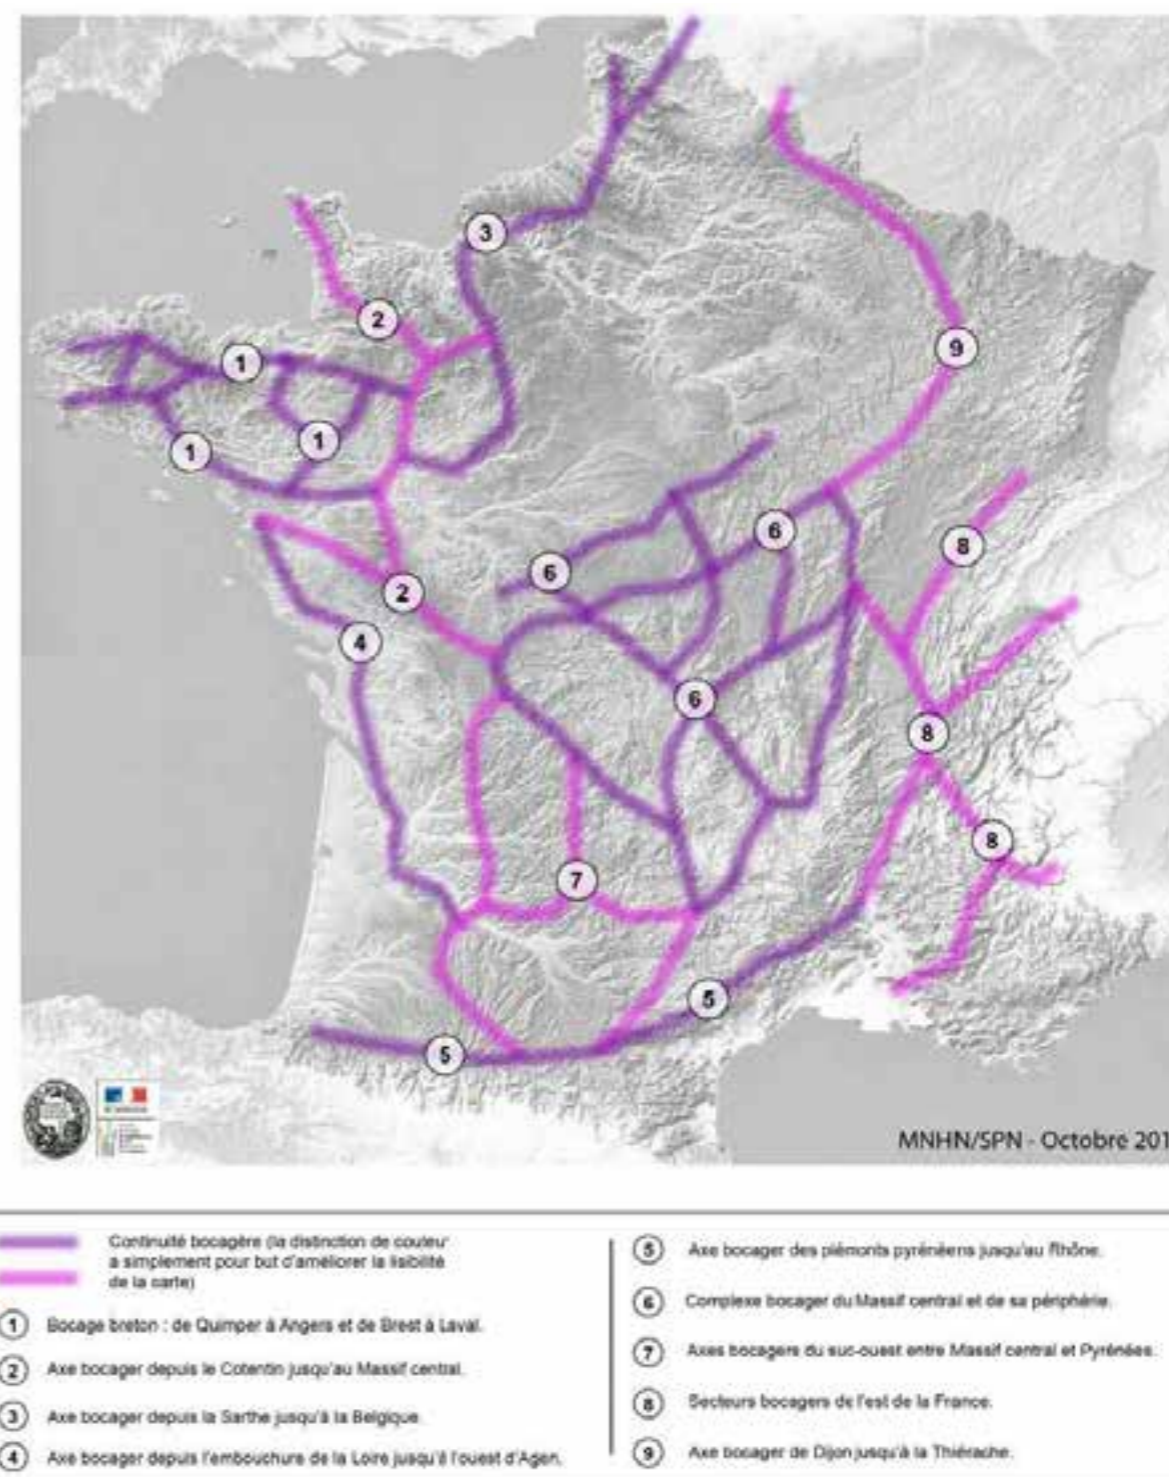 3
2
1
9
1
1
6
6
8
2
4
6
8
8
7
5
5
MNHN/SPN - Octobre 201
Continuité bocagère (la distinction de couleur
a simplement pour but d'améliorer la lisibilité
de la carte)
1 Bocage breton : de Quimper à Angers et de Brest à Laval.
2 Axe bocager depuis le Cotentin jusqu'au Massif central.
3 Axe bocager depuis la Sarthe jusqu'à la Belgique.
4 Axe bocager depuis l'embouchure de la Loire jusqu'à l'ouest d'Agen.
5 Axe bocager des piémonts pyrénéens jusqu'au Rhône.
6 Complexe bocager du Massif central et de sa périphérie.
7 Axes bocagers du suc-ouest entre Massif central et Pyrénées.
8 Secteurs bocagers de l'est de la France.
9 Axe bocager de Dijon jusqu'à la Thiérache.